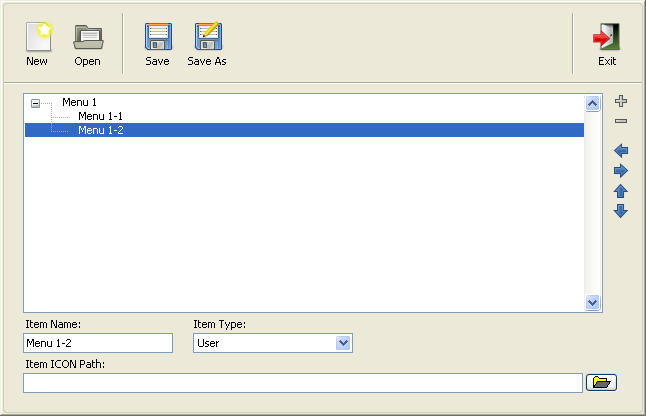 New Open Save Save As Exit
Menu 1
Menu 1-1
Menu 1-2
Item Name: Item Type:
Menu 1-2 User
Item ICON Path: